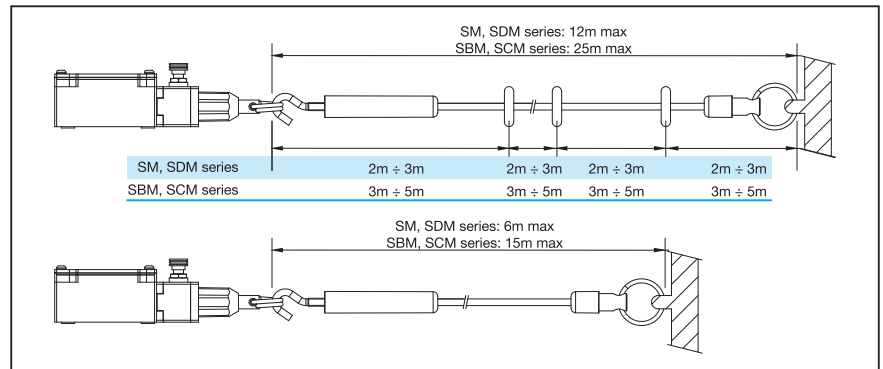 SM, SDM series: 12m max
SBM, SCM series: 25m max
SM, SDM series 2m ÷ 3m 2m ÷ 3m 2m ÷ 3m 2m ÷ 3m
SBM, SCM series 3m ÷ 5m 3m ÷ 5m 3m ÷ 5m 3m ÷ 5m
SM, SDM series: 6m max
SBM, SCM series: 15m max